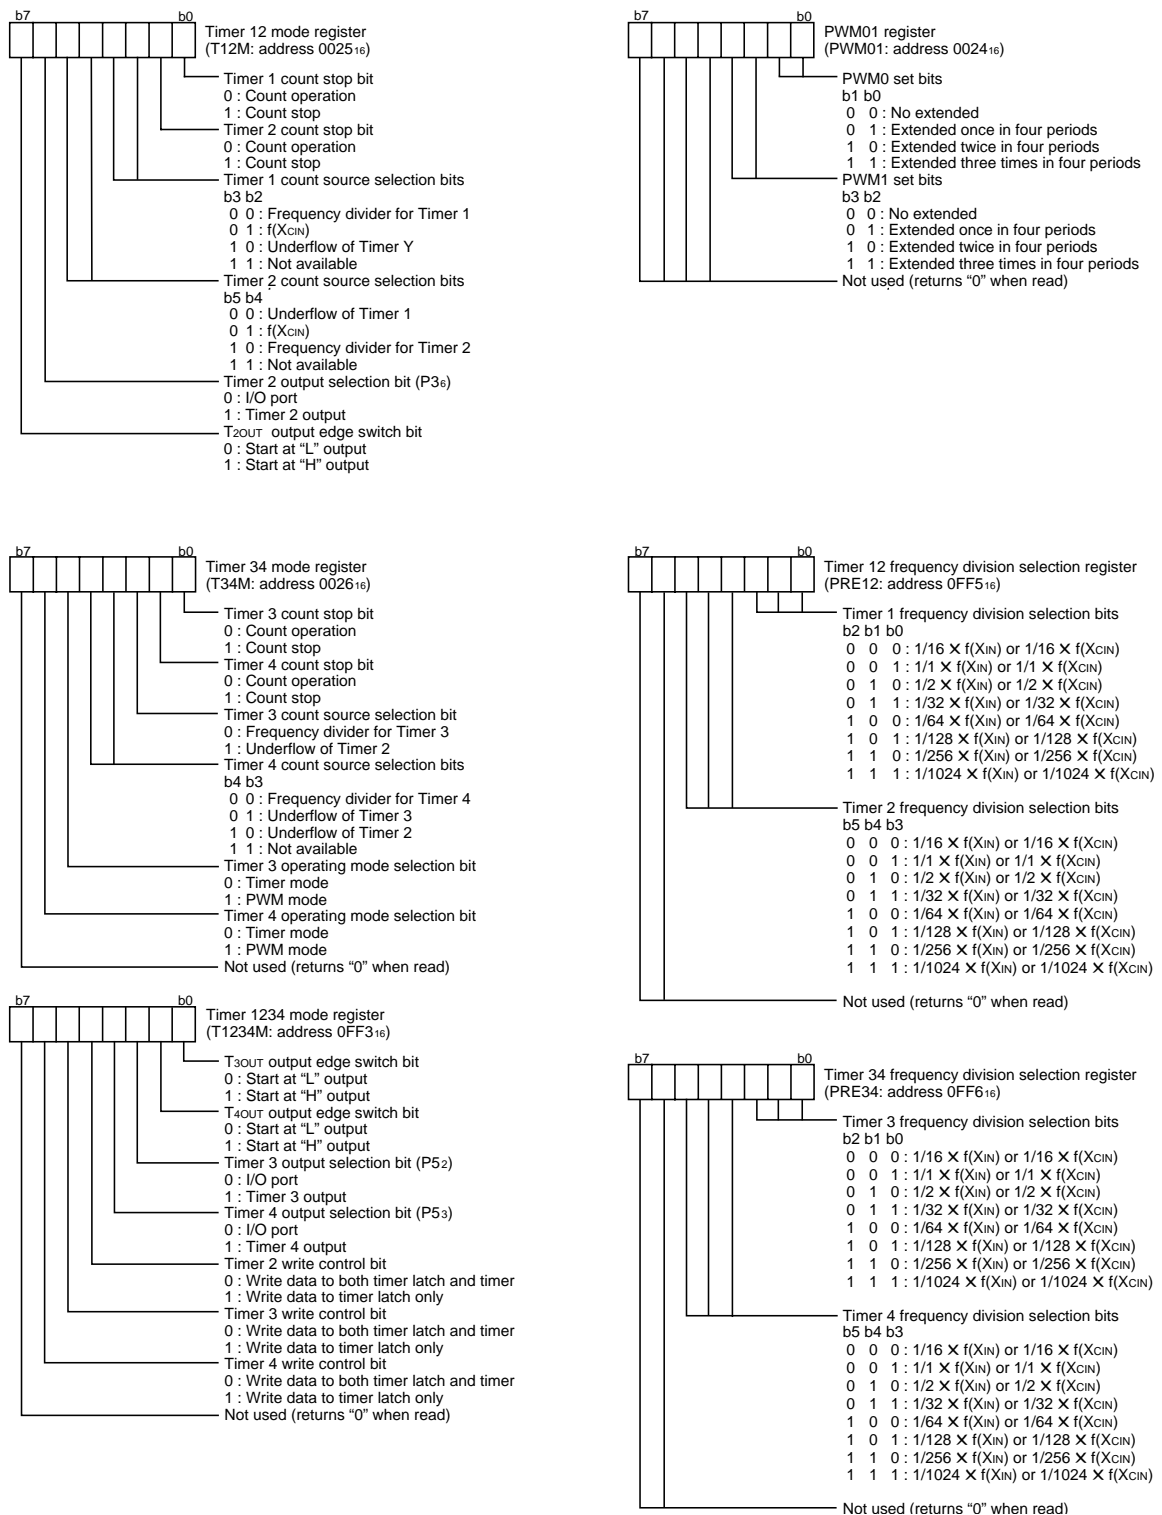 b7 b0
Timer 12 mode register
(T12M: address 0025₁₆)
Timer 1 count stop bit
0 : Count operation
1 : Count stop
Timer 2 count stop bit
0 : Count operation
1 : Count stop
Timer 1 count source selection bits
b3 b2
0 0 : Frequency divider for Timer 1
0 1 : f(XCIN)
1 0 : Underflow of Timer Y
1 1 : Not available
Timer 2 count source selection bits
b5 b4
0 0 : Underflow of Timer 1
0 1 : f(XCIN)
1 0 : Frequency divider for Timer 2
1 1 : Not available
Timer 2 output selection bit (P3₆)
0 : I/O port
1 : Timer 2 output
T2OUT output edge switch bit
0 : Start at “L” output
1 : Start at “H” output
b7 b0
PWM01 register
(PWM01: address 0024₁₆)
PWM0 set bits
b1 b0
0 0 : No extended
0 1 : Extended once in four periods
1 0 : Extended twice in four periods
1 1 : Extended three times in four periods
PWM1 set bits
b3 b2
0 0 : No extended
0 1 : Extended once in four periods
1 0 : Extended twice in four periods
1 1 : Extended three times in four periods
Not used (returns “0” when read)
b7 b0
Timer 34 mode register
(T34M: address 0026₁₆)
Timer 3 count stop bit
0 : Count operation
1 : Count stop
Timer 4 count stop bit
0 : Count operation
1 : Count stop
Timer 3 count source selection bit
0 : Frequency divider for Timer 3
1 : Underflow of Timer 2
Timer 4 count source selection bits
b4 b3
0 0 : Frequency divider for Timer 4
0 1 : Underflow of Timer 3
1 0 : Underflow of Timer 2
1 1 : Not available
Timer 3 operating mode selection bit
0 : Timer mode
1 : PWM mode
Timer 4 operating mode selection bit
0 : Timer mode
1 : PWM mode
Not used (returns “0” when read)
b7 b0
Timer 12 frequency division selection register
(PRE12: address 0FF5₁₆)
Timer 1 frequency division selection bits
b2 b1 b0
0 0 0 : 1/16 ✕ f(XIN) or 1/16 ✕ f(XCIN)
0 0 1 : 1/1 ✕ f(XIN) or 1/1 ✕ f(XCIN)
0 1 0 : 1/2 ✕ f(XIN) or 1/2 ✕ f(XCIN)
0 1 1 : 1/32 ✕ f(XIN) or 1/32 ✕ f(XCIN)
1 0 0 : 1/64 ✕ f(XIN) or 1/64 ✕ f(XCIN)
1 0 1 : 1/128 ✕ f(XIN) or 1/128 ✕ f(XCIN)
1 1 0 : 1/256 ✕ f(XIN) or 1/256 ✕ f(XCIN)
1 1 1 : 1/1024 ✕ f(XIN) or 1/1024 ✕ f(XCIN)
Timer 2 frequency division selection bits
b5 b4 b3
0 0 0 : 1/16 ✕ f(XIN) or 1/16 ✕ f(XCIN)
0 0 1 : 1/1 ✕ f(XIN) or 1/1 ✕ f(XCIN)
0 1 0 : 1/2 ✕ f(XIN) or 1/2 ✕ f(XCIN)
0 1 1 : 1/32 ✕ f(XIN) or 1/32 ✕ f(XCIN)
1 0 0 : 1/64 ✕ f(XIN) or 1/64 ✕ f(XCIN)
1 0 1 : 1/128 ✕ f(XIN) or 1/128 ✕ f(XCIN)
1 1 0 : 1/256 ✕ f(XIN) or 1/256 ✕ f(XCIN)
1 1 1 : 1/1024 ✕ f(XIN) or 1/1024 ✕ f(XCIN)
Not used (returns “0” when read)
b7 b0
Timer 1234 mode register
(T1234M: address 0FF3₁₆)
T3OUT output edge switch bit
0 : Start at “L” output
1 : Start at “H” output
T4OUT output edge switch bit
0 : Start at “L” output
1 : Start at “H” output
Timer 3 output selection bit (P5₂)
0 : I/O port
1 : Timer 3 output
Timer 4 output selection bit (P5₃)
0 : I/O port
1 : Timer 4 output
Timer 2 write control bit
0 : Write data to both timer latch and timer
1 : Write data to timer latch only
Timer 3 write control bit
0 : Write data to both timer latch and timer
1 : Write data to timer latch only
Timer 4 write control bit
0 : Write data to both timer latch and timer
1 : Write data to timer latch only
Not used (returns “0” when read)
b7 b0
Timer 34 frequency division selection register
(PRE34: address 0FF6₁₆)
Timer 3 frequency division selection bits
b2 b1 b0
0 0 0 : 1/16 ✕ f(XIN) or 1/16 ✕ f(XCIN)
0 0 1 : 1/1 ✕ f(XIN) or 1/1 ✕ f(XCIN)
0 1 0 : 1/2 ✕ f(XIN) or 1/2 ✕ f(XCIN)
0 1 1 : 1/32 ✕ f(XIN) or 1/32 ✕ f(XCIN)
1 0 0 : 1/64 ✕ f(XIN) or 1/64 ✕ f(XCIN)
1 0 1 : 1/128 ✕ f(XIN) or 1/128 ✕ f(XCIN)
1 1 0 : 1/256 ✕ f(XIN) or 1/256 ✕ f(XCIN)
1 1 1 : 1/1024 ✕ f(XIN) or 1/1024 ✕ f(XCIN)
Timer 4 frequency division selection bits
b5 b4 b3
0 0 0 : 1/16 ✕ f(XIN) or 1/16 ✕ f(XCIN)
0 0 1 : 1/1 ✕ f(XIN) or 1/1 ✕ f(XCIN)
0 1 0 : 1/2 ✕ f(XIN) or 1/2 ✕ f(XCIN)
0 1 1 : 1/32 ✕ f(XIN) or 1/32 ✕ f(XCIN)
1 0 0 : 1/64 ✕ f(XIN) or 1/64 ✕ f(XCIN)
1 0 1 : 1/128 ✕ f(XIN) or 1/128 ✕ f(XCIN)
1 1 0 : 1/256 ✕ f(XIN) or 1/256 ✕ f(XCIN)
1 1 1 : 1/1024 ✕ f(XIN) or 1/1024 ✕ f(XCIN)
Not used (returns “0” when read)